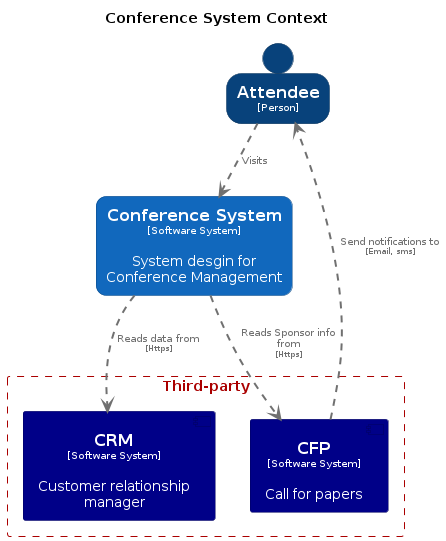 Conference System Context
Attendee
[Person]
Visits
Conference System
[Software System]
System desgin for
Conference Management
Send notifications to
[Email, sms]
Reads data from
[Https]
Reads Sponsor info
from
[Https]
Third-party
CRM
[Software System]
Customer relationship
manager
CFP
[Software System]
Call for papers